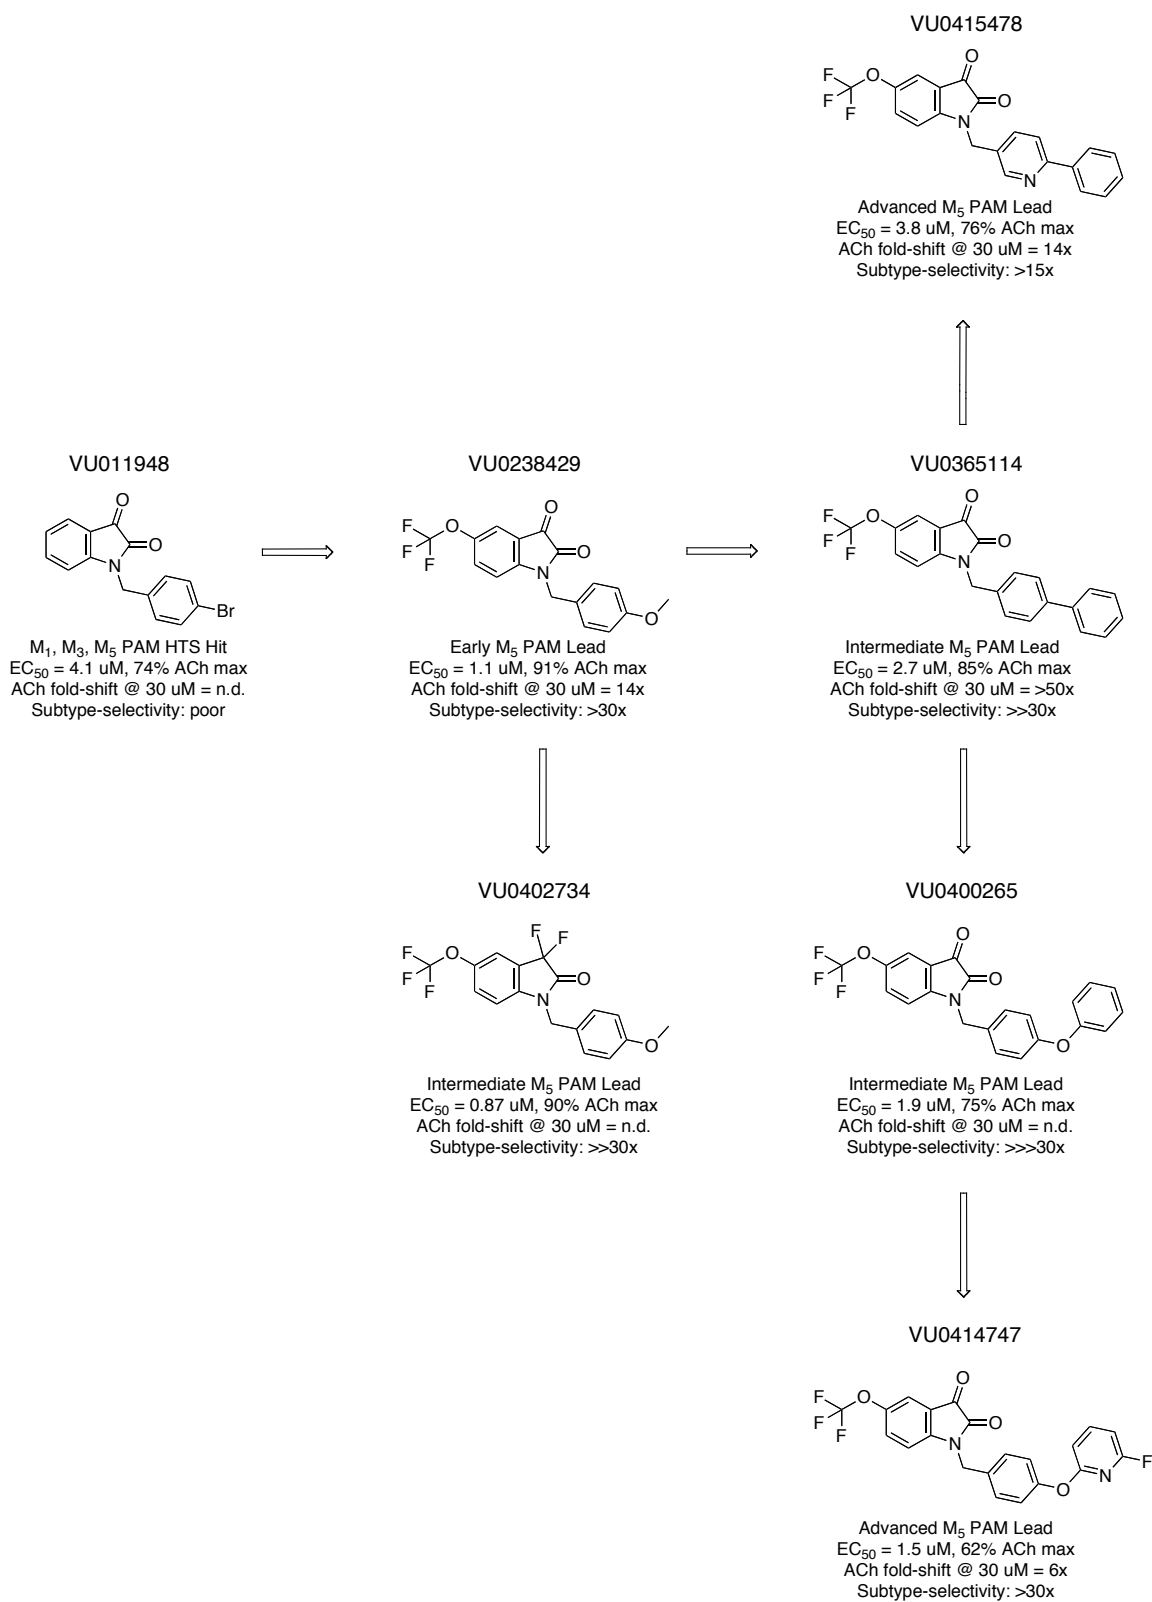 VU0415478
O
O
F
O
F
F
N
N
Advanced M₅ PAM Lead
EC₅₀ = 3.8 uM, 76% ACh max
ACh fold-shift @ 30 uM = 14x
Subtype-selectivity: >15x
VU011948
O
O
N
Br
M₁, M₃, M₅ PAM HTS Hit
EC₅₀ = 4.1 uM, 74% ACh max
ACh fold-shift @ 30 uM = n.d.
Subtype-selectivity: poor
VU0238429
O
O
F
O
F
F
N
O
Early M₅ PAM Lead
EC₅₀ = 1.1 uM, 91% ACh max
ACh fold-shift @ 30 uM = 14x
Subtype-selectivity: >30x
VU0365114
O
O
F
O
F
F
N
Intermediate M₅ PAM Lead
EC₅₀ = 2.7 uM, 85% ACh max
ACh fold-shift @ 30 uM = >50x
Subtype-selectivity: >>30x
VU0402734
F
F
F
O
O
F
F
N
O
Intermediate M₅ PAM Lead
EC₅₀ = 0.87 uM, 90% ACh max
ACh fold-shift @ 30 uM = n.d.
Subtype-selectivity: >>30x
VU0400265
O
O
F
O
F
F
N
O
Intermediate M₅ PAM Lead
EC₅₀ = 1.9 uM, 75% ACh max
ACh fold-shift @ 30 uM = n.d.
Subtype-selectivity: >>>30x
VU0414747
O
O
F
O
F
F
N
O
N
F
Advanced M₅ PAM Lead
EC₅₀ = 1.5 uM, 62% ACh max
ACh fold-shift @ 30 uM = 6x
Subtype-selectivity: >30x